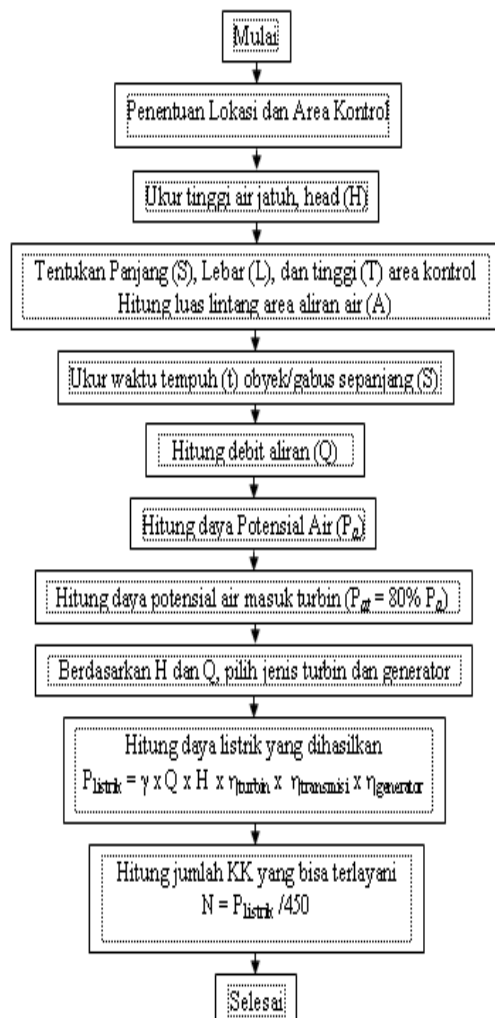 Mulai
Penentuan Lokasi dan Area Kontrol
Ukur tinggi air jatuh, head (H)
Tentukan Panjang (S), Lebar (L), dan tinggi (T) area kontrol
Hitung luas lintang area aliran air (A)
Ukur waktu tempuh (t) obyek/gabus sepanjang (S)
Hitung debit aliran (Q)
Hitung daya Potensial Air (Pa)
Hitung daya potensial air masuk turbin (Pat = 80% Pa)
Berdasarkan H dan Q, pilih jenis turbin dan generator
Hitung daya listrik yang dihasilkan
Plistrik = γ x Q x H x ηturbin x ηtransmisi x ηgenerator
Hitung jumlah KK yang bisa terlayani
N = Plistrik /450
Selesai